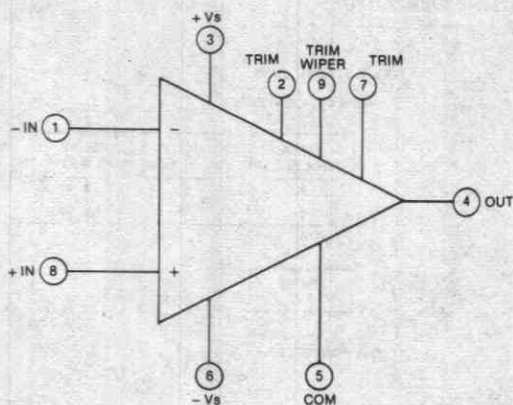 +Vs
3
TRIM
TRIM
WIPER
TRIM
2
9
7
-IN 1
-
4 OUT
+IN 8
+
6
5
-Vs
COM